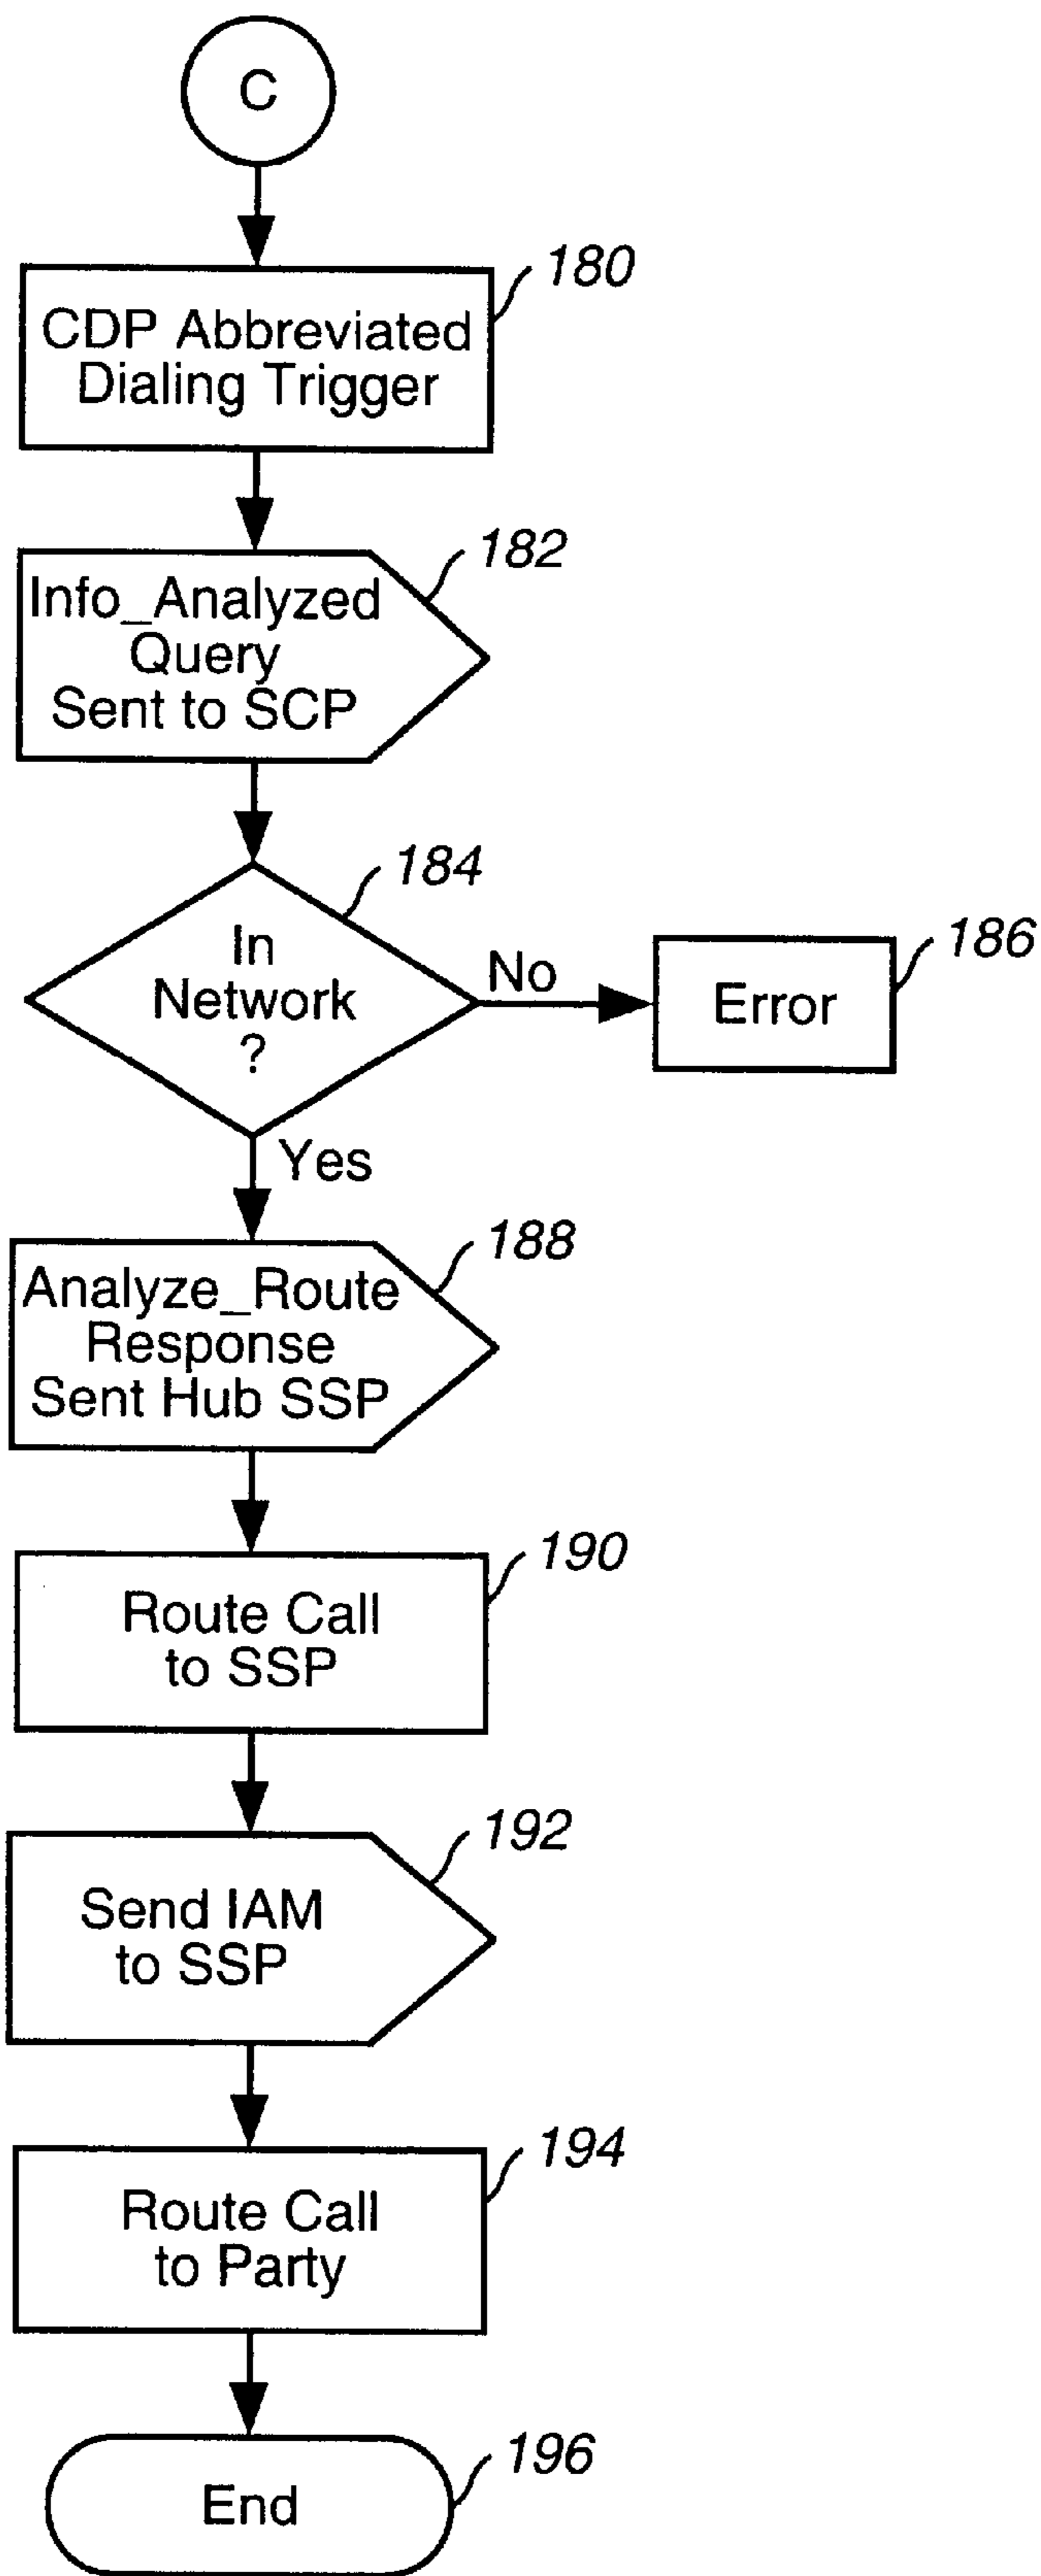 C
180
CDP Abbreviated
Dialing Trigger
182
Info_Analyzed
Query
Sent to SCP
184
In
Network
?
No
186
Error
Yes
188
Analyze_Route
Response
Sent Hub SSP
190
Route Call
to SSP
192
Send IAM
to SSP
194
Route Call
to Party
196
End